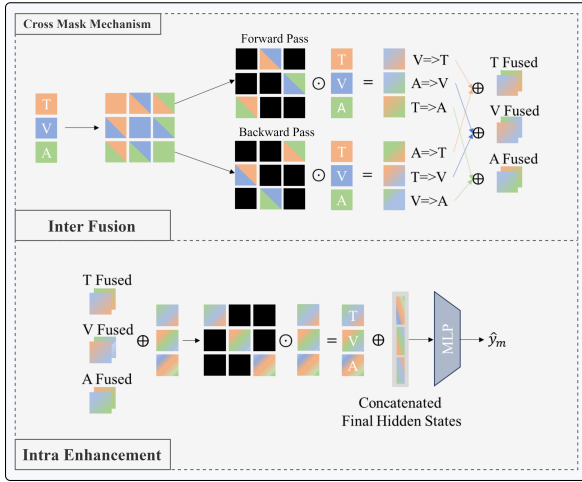 Cross Mask Mechanism
Forward Pass
T
V
A
T
V
A
⊙
=
V=>T
A=>V
T=>A
⊕
T Fused
⊕
V Fused
⊕
A Fused
Backward Pass
T
V
A
⊙
=
A=>T
T=>V
V=>A
Inter Fusion
T Fused
V Fused
A Fused
⊕
⊙
=
T
V
A
⊕
MLP
ŷm
Concatenated
Final Hidden States
Intra Enhancement